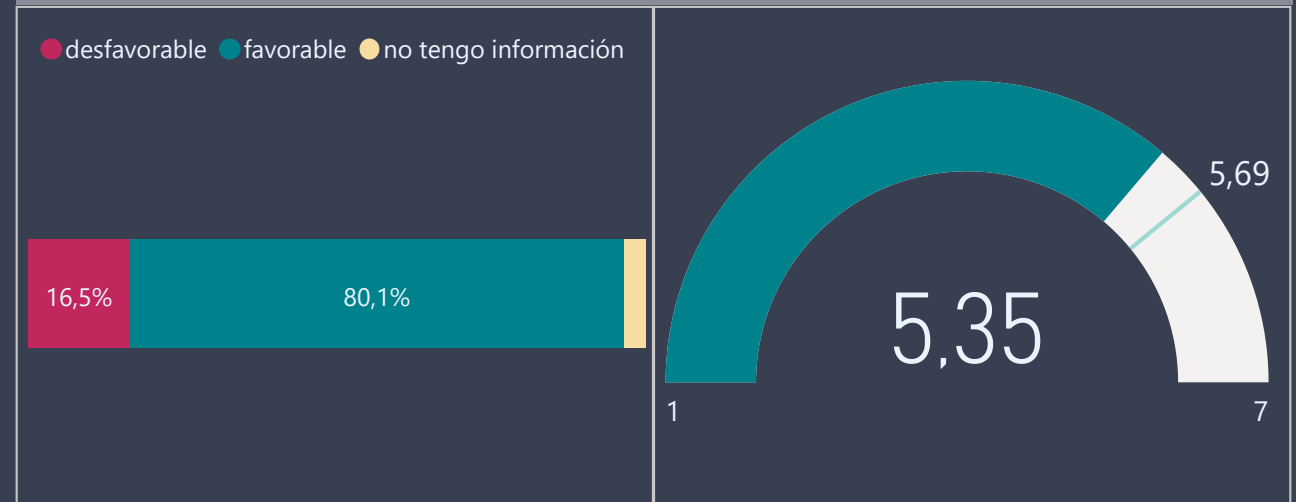 desfavorable favorable no tengo información
16,5% 80,1%
5,69
5,35
1 7